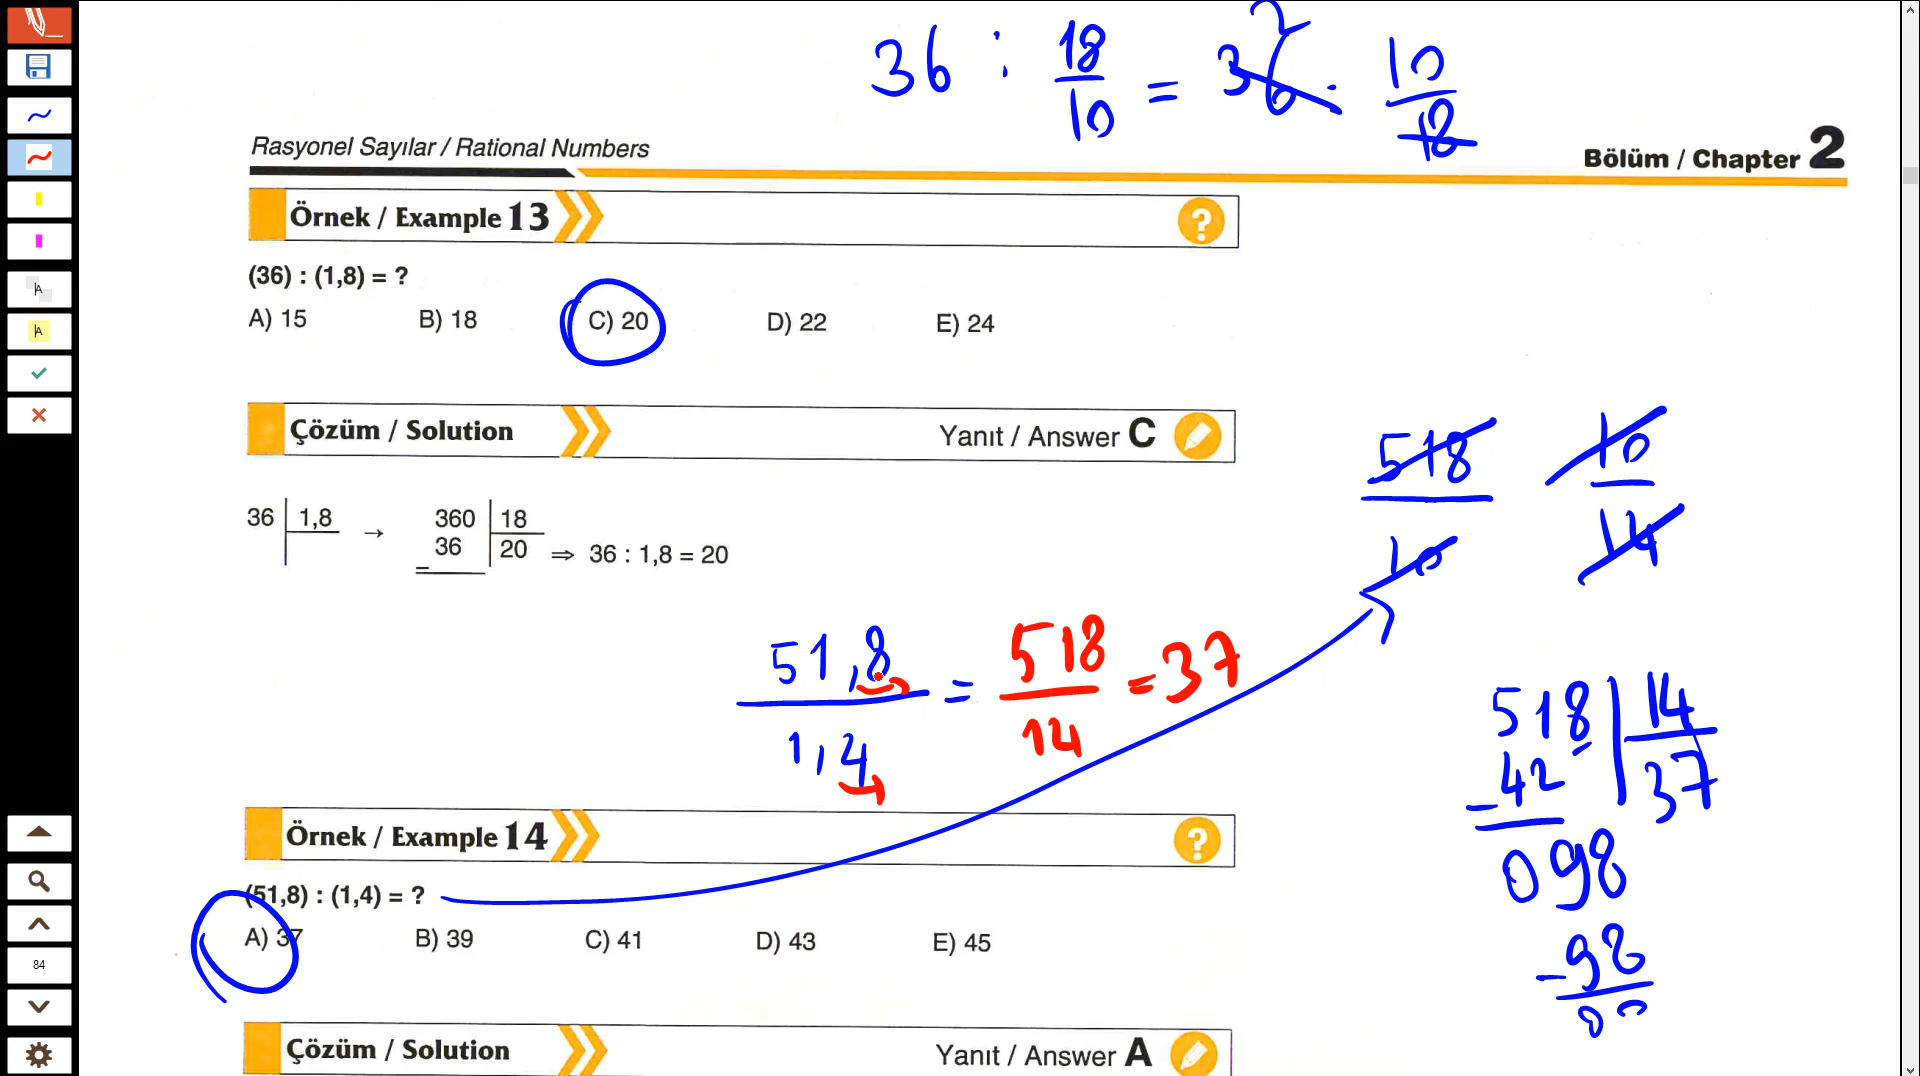 36 : 18/10 = 36 2 · 10/18
Rasyonel Sayılar / Rational Numbers
Bölüm / Chapter 2
Örnek / Example 13
?
(36) : (1,8) = ?
A) 15 B) 18 C) 20 D) 22 E) 24
Çözüm / Solution
Yanıt / Answer C
36 | 1,8 → 360 | 18
36 20 ⇒ 36 : 1,8 = 20
–
518/10 10/14
51,8/1,4 = 518/14 = 37
518 | 14
-42 37
098
-98
00
Örnek / Example 14
?
(51,8) : (1,4) = ?
A) 37 B) 39 C) 41 D) 43 E) 45
Çözüm / Solution
Yanıt / Answer A
A
A
84